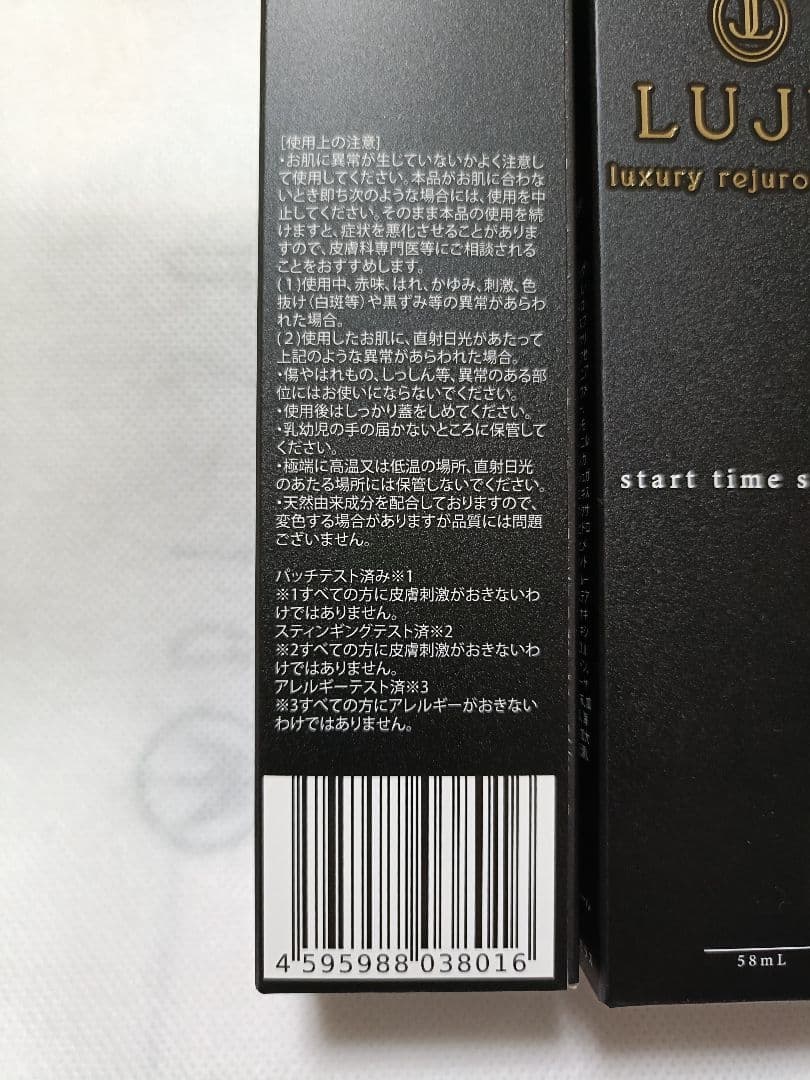 [使用上の注意]
・お肌に異常が生じていないかよく注意し
て使用してください。本品がお肌に合わな
いとき即ち次のような場合には、使用を中
止してください。そのまま本品の使用を続
けますと、症状を悪化させることがありま
すので、皮膚科専門医等にご相談される
ことをおすすめします。
(1)使用中、赤味、はれ、かゆみ、刺激、色
抜け(白斑等)や黒ずみ等の異常があらわ
れた場合。
(2)使用したお肌に、直射日光があたって
上記のような異常があらわれた場合。
・傷やはれもの、しっしん等、異常のある部
位にはお使いにならないでください。
・使用後はしっかり蓋をしめてください。
・乳幼児の手の届かないところに保管して
ください。
・極端に高温又は低温の場所、直射日光
のあたる場所には保管しないでください。
・天然由来成分を配合しておりますので、
変色する場合がありますが品質には問題
ございません。
パッチテスト済み※1
※1すべての方に皮膚刺激がおきないわ
けではありません。
スティンギングテスト済※2
※2すべての方に皮膚刺激がおきないわ
けではありません。
アレルギーテスト済※3
※3すべての方にアレルギーがおきない
わけではありません。
4 595988 038016
LUJ
luxury rejuro
start time s
58mL